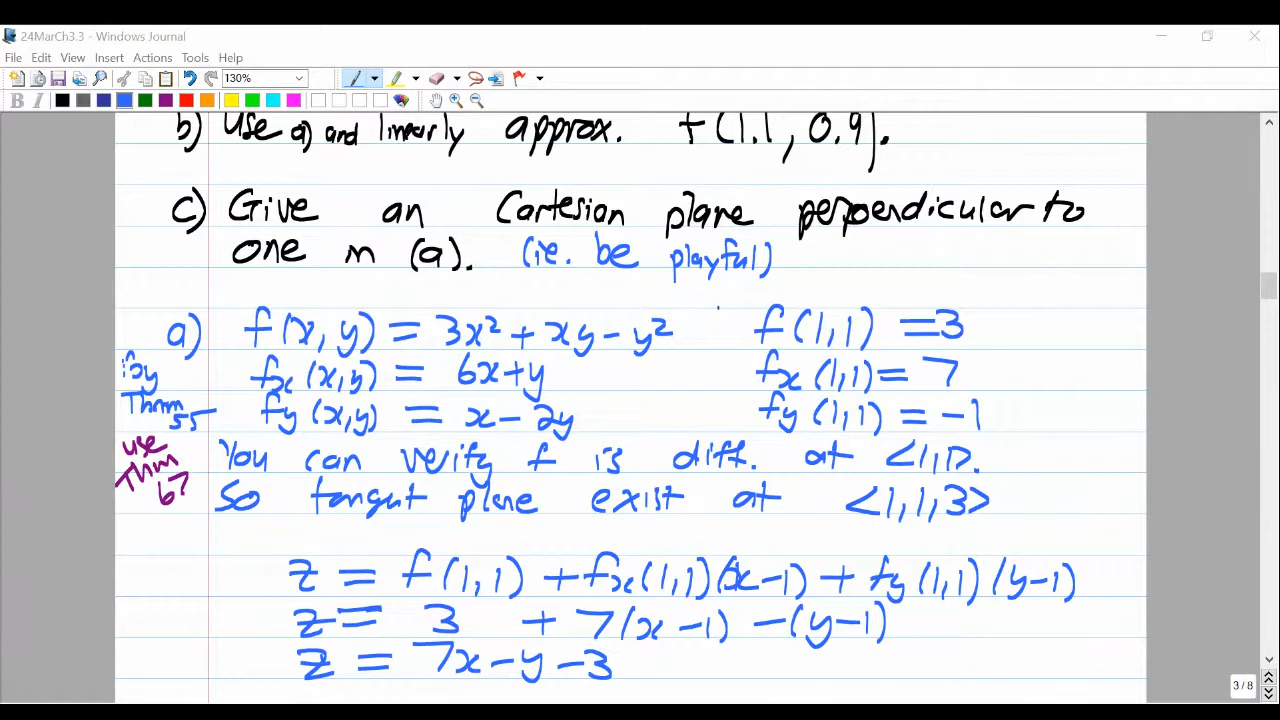 24MarCh3.3 - Windows Journal
File Edit View Insert Actions Tools Help
130%
B I
b) Use a) and linearly approx. f(1.1, 0.9).
c) Give an Cartesian plane perpendicular to
one in (a). (ie. be playful)
a) f(x, y) = 3x² + xy - y² f(1,1) = 3
by fx(x,y) = 6x+y fx(1,1) = 7
Thrm 55 fy(x,y) = x - 2y fy(1,1) = -1
use You can verify f is diff. at <1,1>.
Thm 67 So tangent plane exist at <1,1,3>
z = f(1,1) + fx(1,1)(x-1) + fy(1,1)(y-1)
z = 3 + 7(x-1) - (y-1)
z = 7x - y - 3
3/8